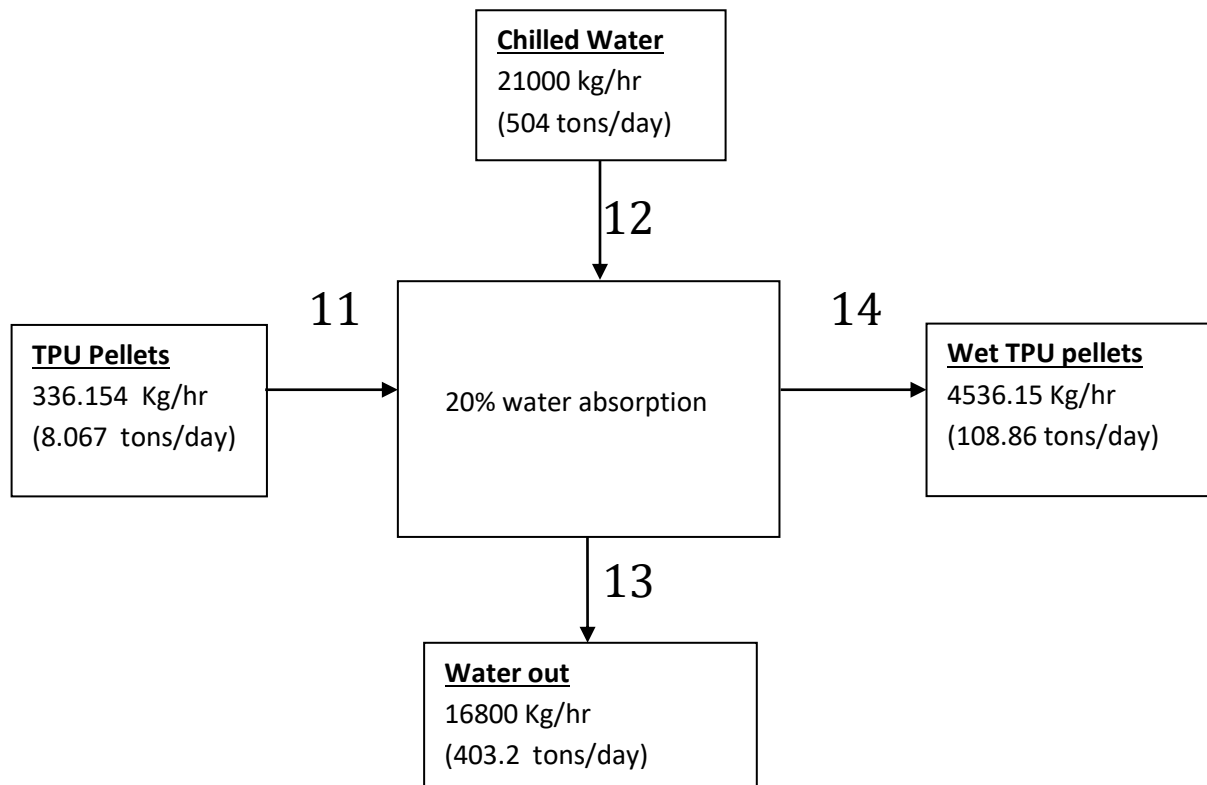 Chilled Water
21000 kg/hr
(504 tons/day)
12
11
14
TPU Pellets
336.154  Kg/hr
(8.067  tons/day)
20% water absorption
Wet TPU pellets
4536.15 Kg/hr
(108.86 tons/day)
13
Water out
16800 Kg/hr
(403.2  tons/day)